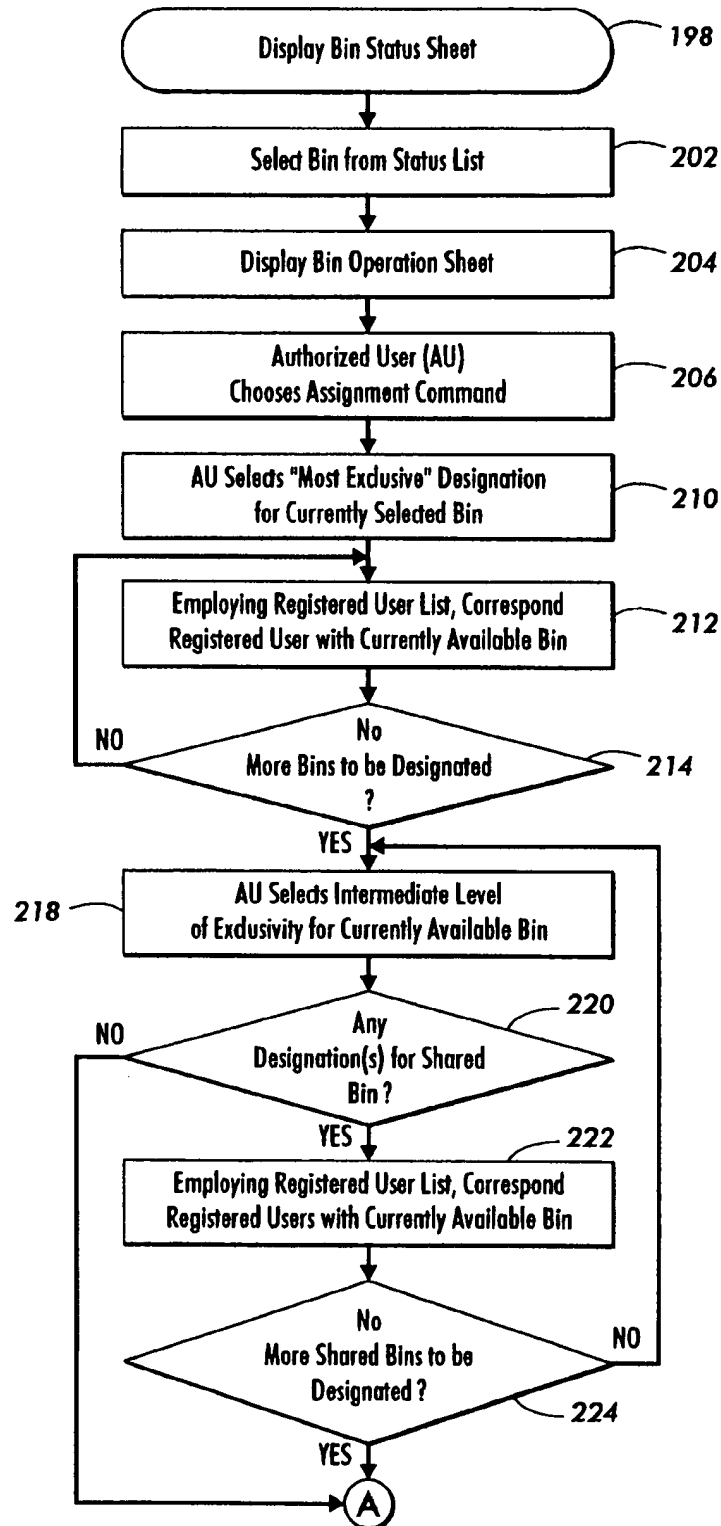 Display Bin Status Sheet
198
Select Bin from Status List
202
Display Bin Operation Sheet
204
Authorized User (AU)
Chooses Assignment Command
206
AU Selects "Most Exclusive" Designation
for Currently Selected Bin
210
Employing Registered User List, Correspond
Registered User with Currently Available Bin
212
NO
No
More Bins to be Designated
?
214
YES
218
AU Selects Intermediate Level
of Exclusivity for Currently Available Bin
NO
Any
Designation(s) for Shared
Bin ?
220
YES
222
Employing Registered User List, Correspond
Registered Users with Currently Available Bin
No
More Shared Bins to be
Designated ?
NO
224
YES
A